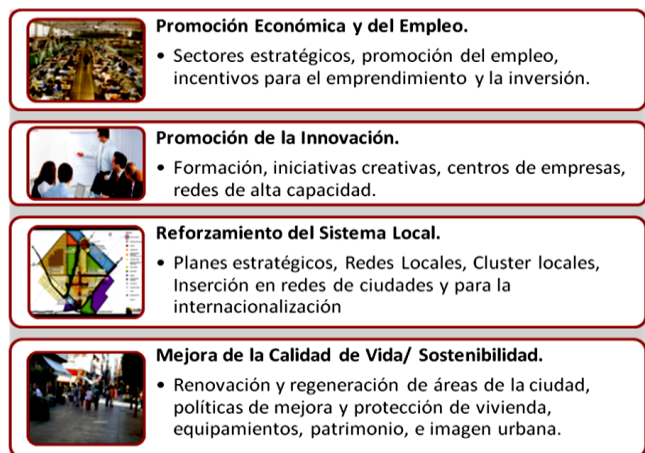 Promoción Económica y del Empleo.
• Sectores estratégicos, promoción del empleo,
incentivos para el emprendimiento y la inversión.
Promoción de la Innovación.
• Formación, iniciativas creativas, centros de empresas,
redes de alta capacidad.
Reforzamiento del Sistema Local.
• Planes estratégicos, Redes Locales, Cluster locales,
Inserción en redes de ciudades y para la
internacionalización
Mejora de la Calidad de Vida/ Sostenibilidad.
• Renovación y regeneración de áreas de la ciudad,
políticas de mejora y protección de vivienda,
equipamientos, patrimonio, e imagen urbana.